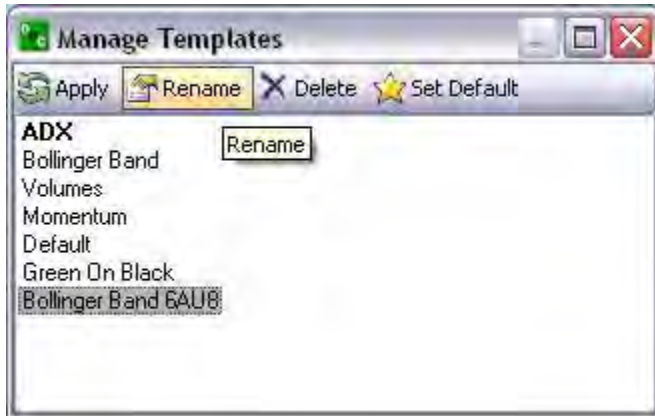 Manage Templates
Apply Rename Delete Set Default
ADX
Rename
Bollinger Band
Volumes
Momentum
Default
Green On Black
Bollinger Band 6AU8